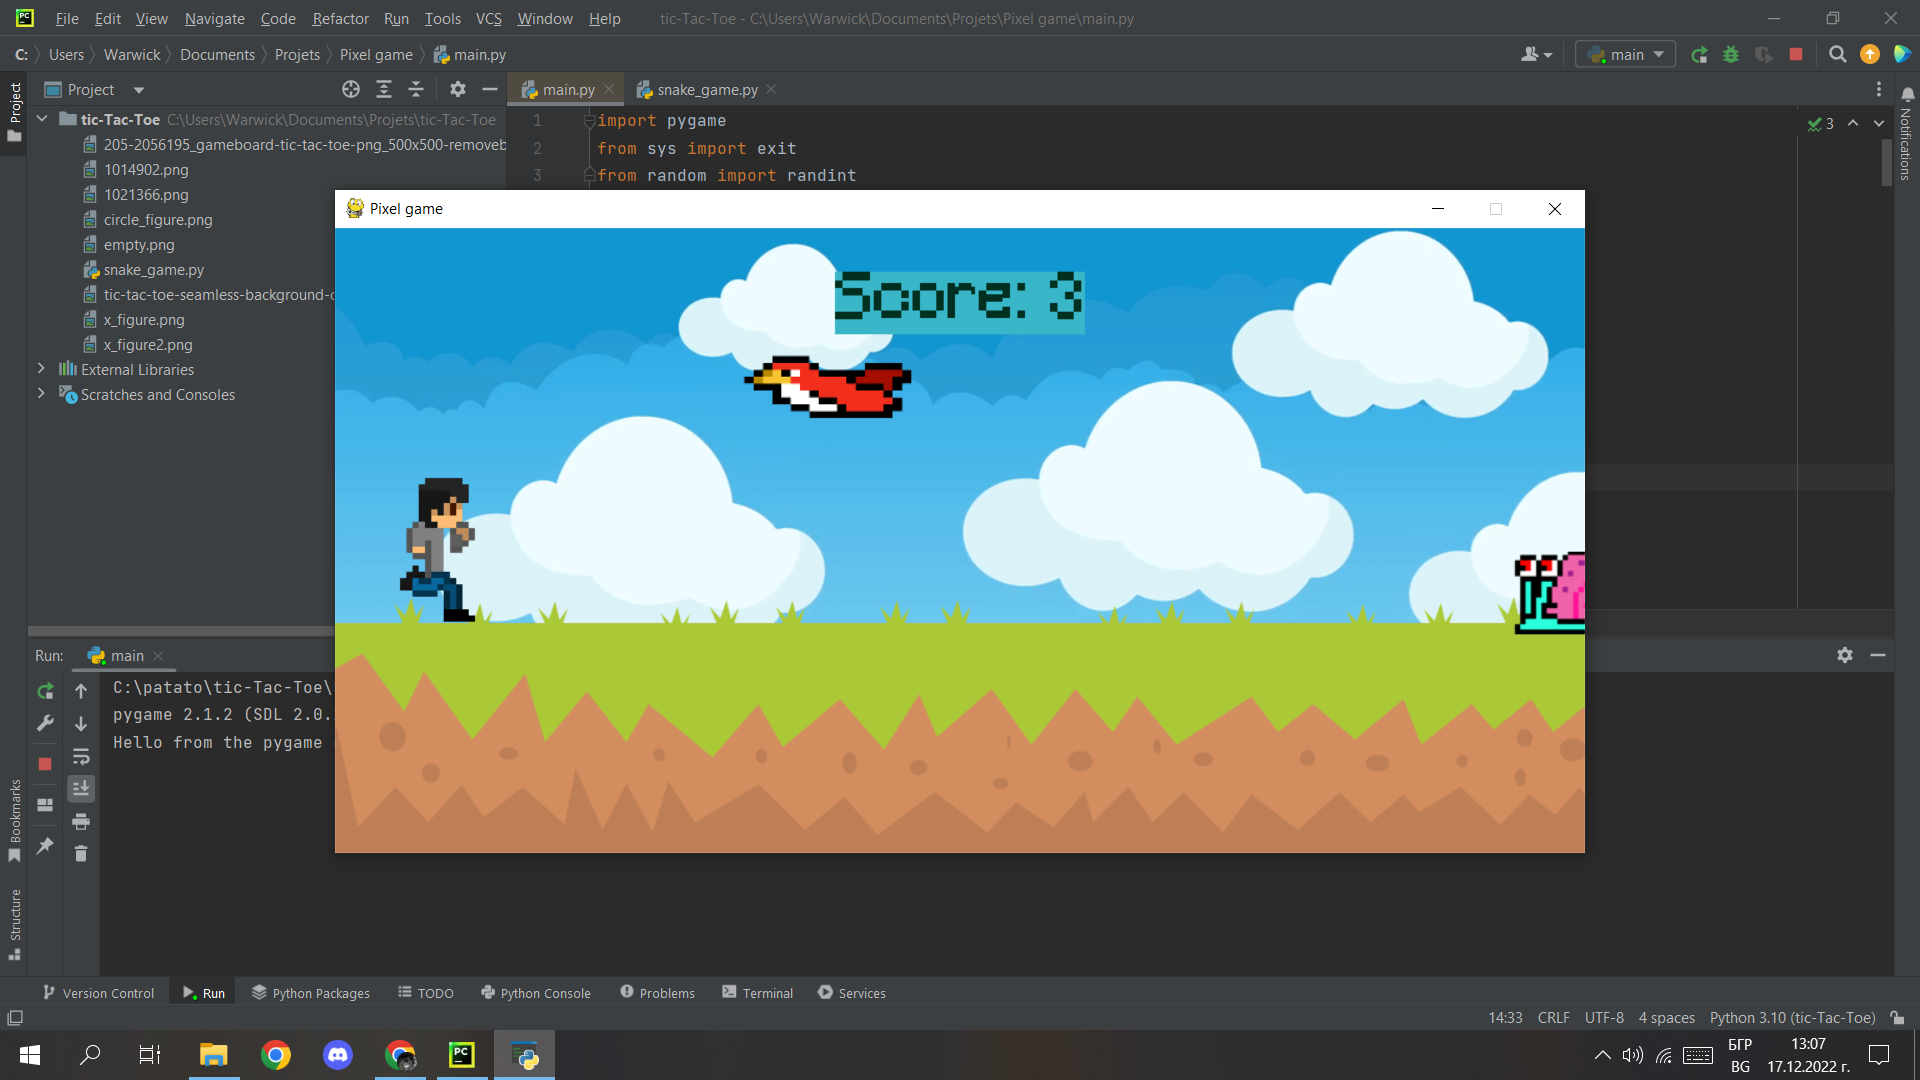 PC File Edit View Navigate Code Refactor Run Tools VCS Window Help tic-Tac-Toe - C:\Users\Warwick\Documents\Projets\Pixel game\main.py
C: Users Warwick Documents Projets Pixel game main.py main
Project
Project
main.py snake_game.py
tic-Tac-Toe C:\Users\Warwick\Documents\Projets\tic-Tac-Toe
205-2056195_gameboard-tic-tac-toe-png_500x500-removeb
1014902.png
1021366.png
circle_figure.png
empty.png
snake_game.py
tic-tac-toe-seamless-background-
x_figure.png
x_figure2.png
External Libraries
Scratches and Consoles
1 import pygame
2 from sys import exit
3 from random import randint
3
Notifications
Pixel game
Score: 3
Run: main
C:\patato\tic-Tac-Toe\
pygame 2.1.2 (SDL 2.0.
Hello from the pygame
Bookmarks
Structure
Version Control Run Python Packages TODO Python Console Problems Terminal Services
14:33 CRLF UTF-8 4 spaces Python 3.10 (tic-Tac-Toe)
PC
БГР
BG
13:07
17.12.2022 г.